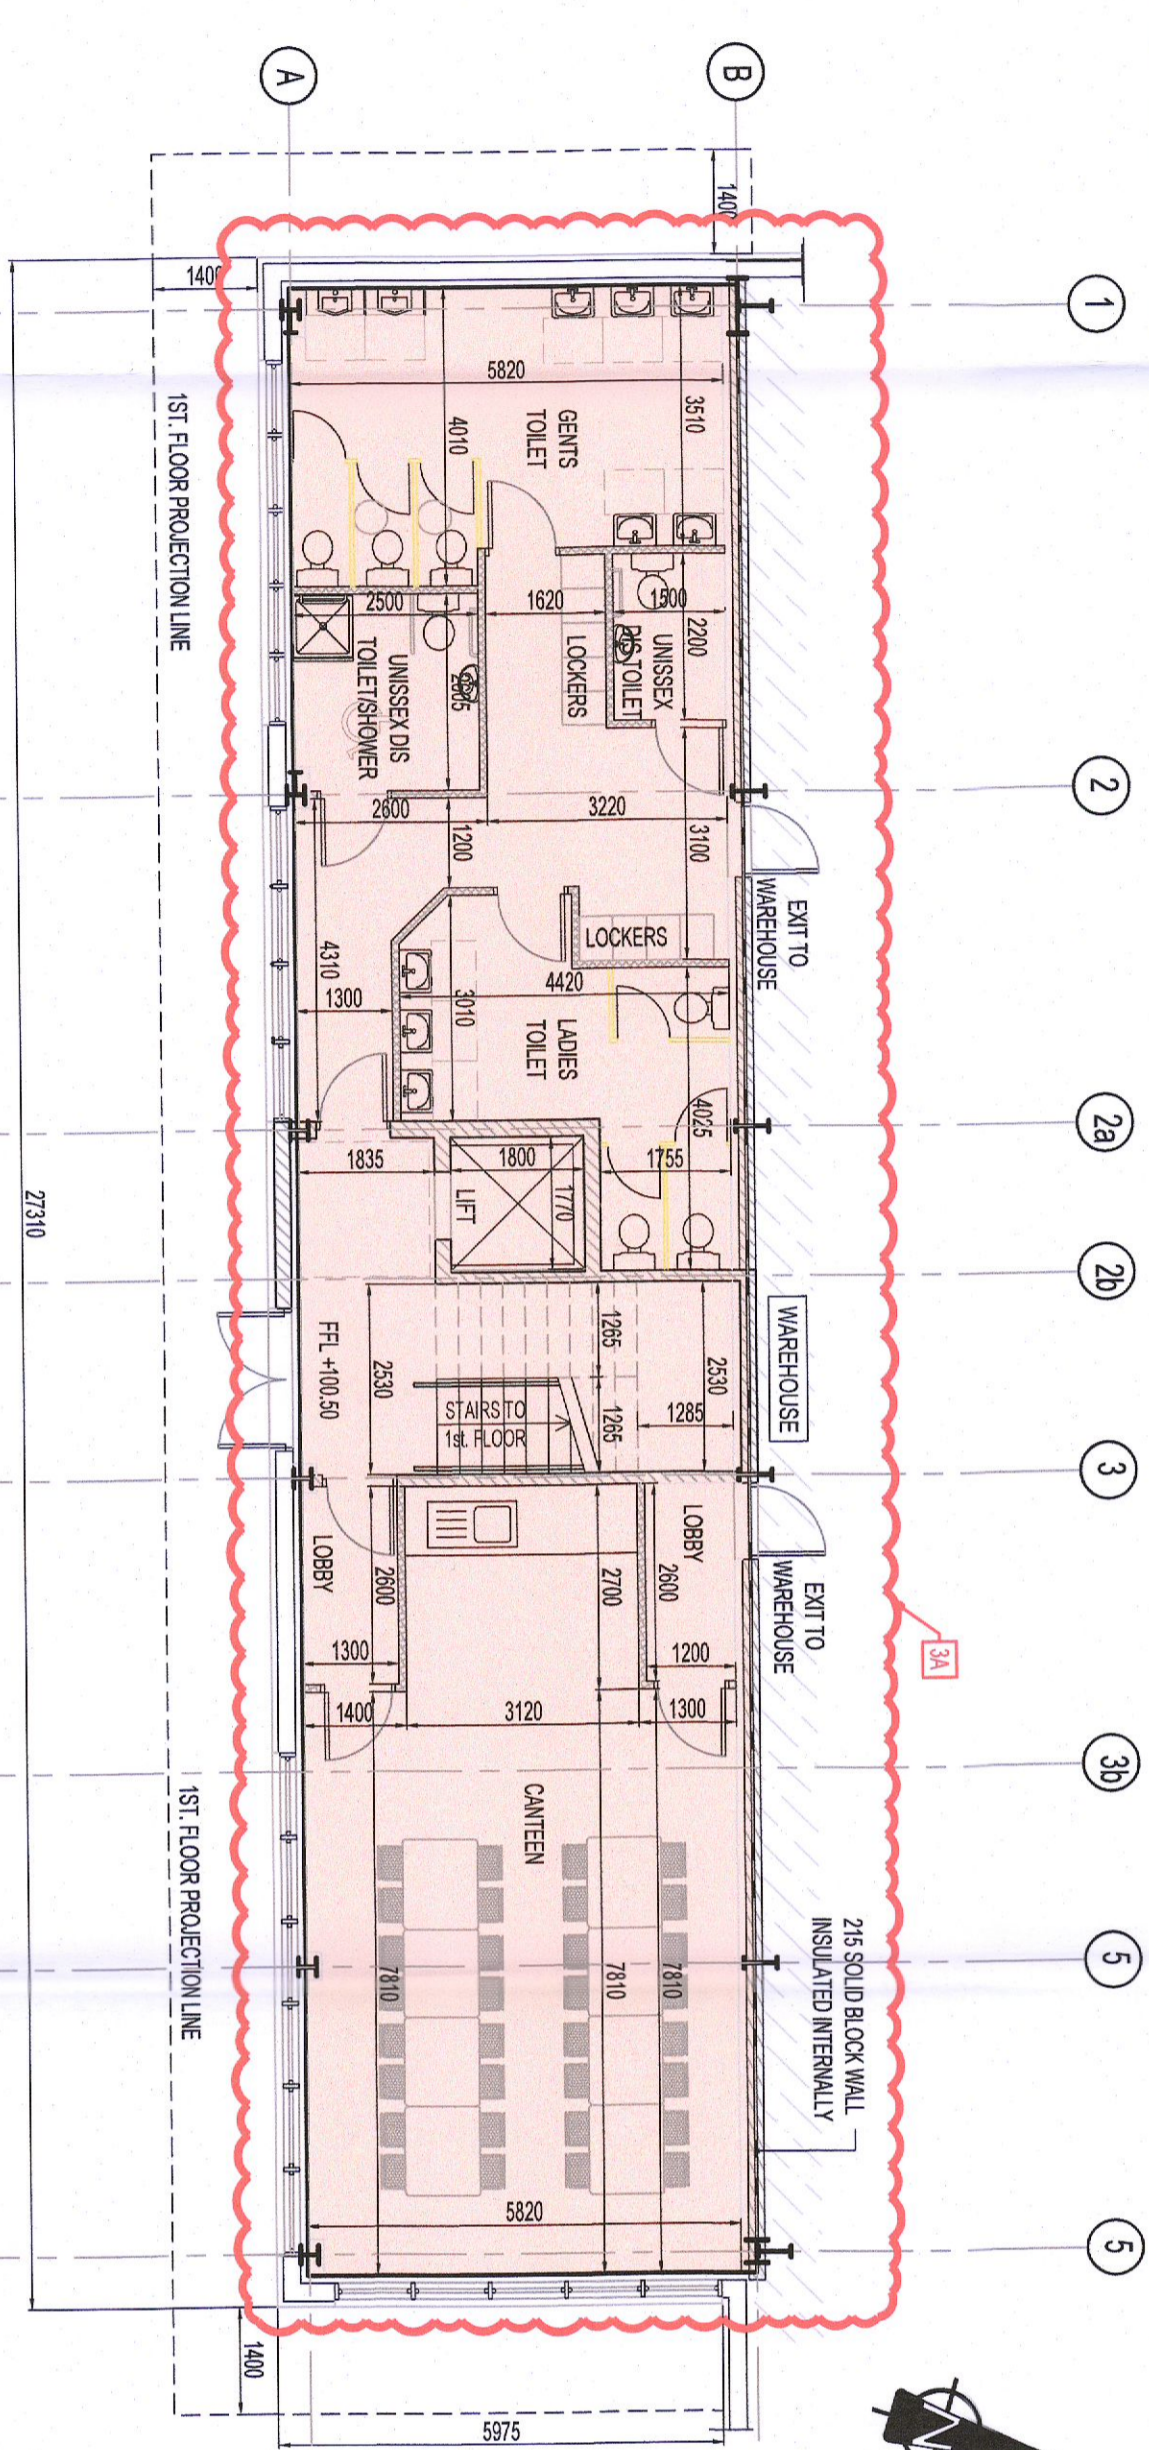 A
B
1
2
2a
2b
3
3b
5
5
1400
1400
27310
1ST. FLOOR PROJECTION LINE
5820
4010
3510
GENTS
TOILET
2500
1620
1500
2200
UNISSEX
DIS TOILET
LOCKERS
UNISSEX DIS
TOILET/SHOWER
2600
1200
3220
3100
EXIT TO
WAREHOUSE
LOCKERS
4310
1300
3010
4420
LADIES
TOILET
4025
1835
1800
1770
LIFT
1755
FFL +100.50
2530
1265
1265
2530
1285
STAIRS TO
1st. FLOOR
WAREHOUSE
LOBBY
2600
1300
1400
2700
3120
LOBBY
2600
1200
1300
EXIT TO
WAREHOUSE
3A
CANTEEN
7810
7810
7810
5820
215 SOLID BLOCK WALL
INSULATED INTERNALLY
1ST. FLOOR PROJECTION LINE
1400
5975
N